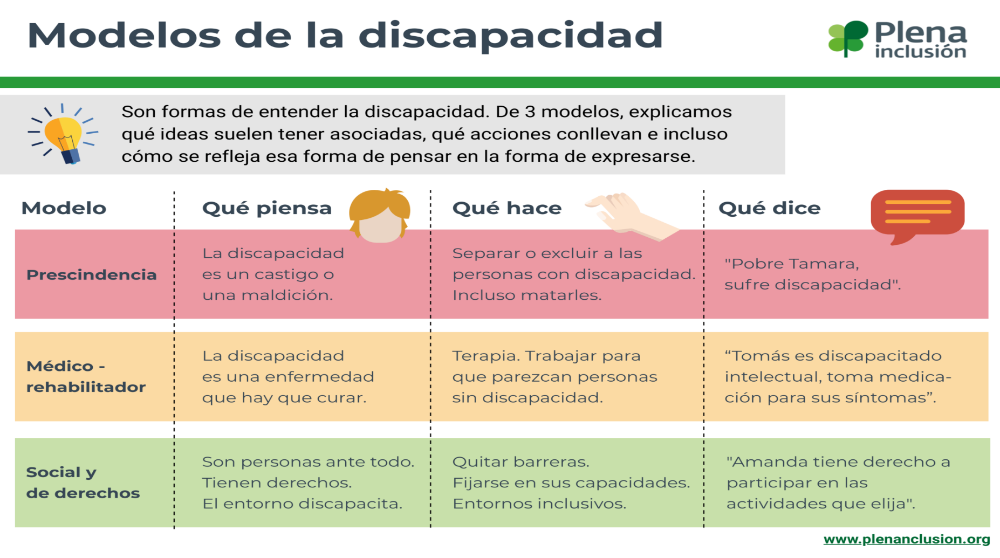 Modelos de la discapacidad
Plena
inclusión
Son formas de entender la discapacidad. De 3 modelos, explicamos
qué ideas suelen tener asociadas, qué acciones conllevan e incluso
cómo se refleja esa forma de pensar en la forma de expresarse.
Modelo
Qué piensa
Qué hace
Qué dice
Prescindencia
La discapacidad
es un castigo o
una maldición.
Separar o excluir a las
personas con discapacidad.
Incluso matarles.
"Pobre Tamara,
sufre discapacidad".
Médico -
rehabilitador
La discapacidad
es una enfermedad
que hay que curar.
Terapia. Trabajar para
que parezcan personas
sin discapacidad.
“Tomás es discapacitado
intelectual, toma medica-
ción para sus síntomas”.
Social y
de derechos
Son personas ante todo.
Tienen derechos.
El entorno discapacita.
Quitar barreras.
Fijarse en sus capacidades.
Entornos inclusivos.
"Amanda tiene derecho a
participar en las
actividades que elija".
www.plenanclusion.org